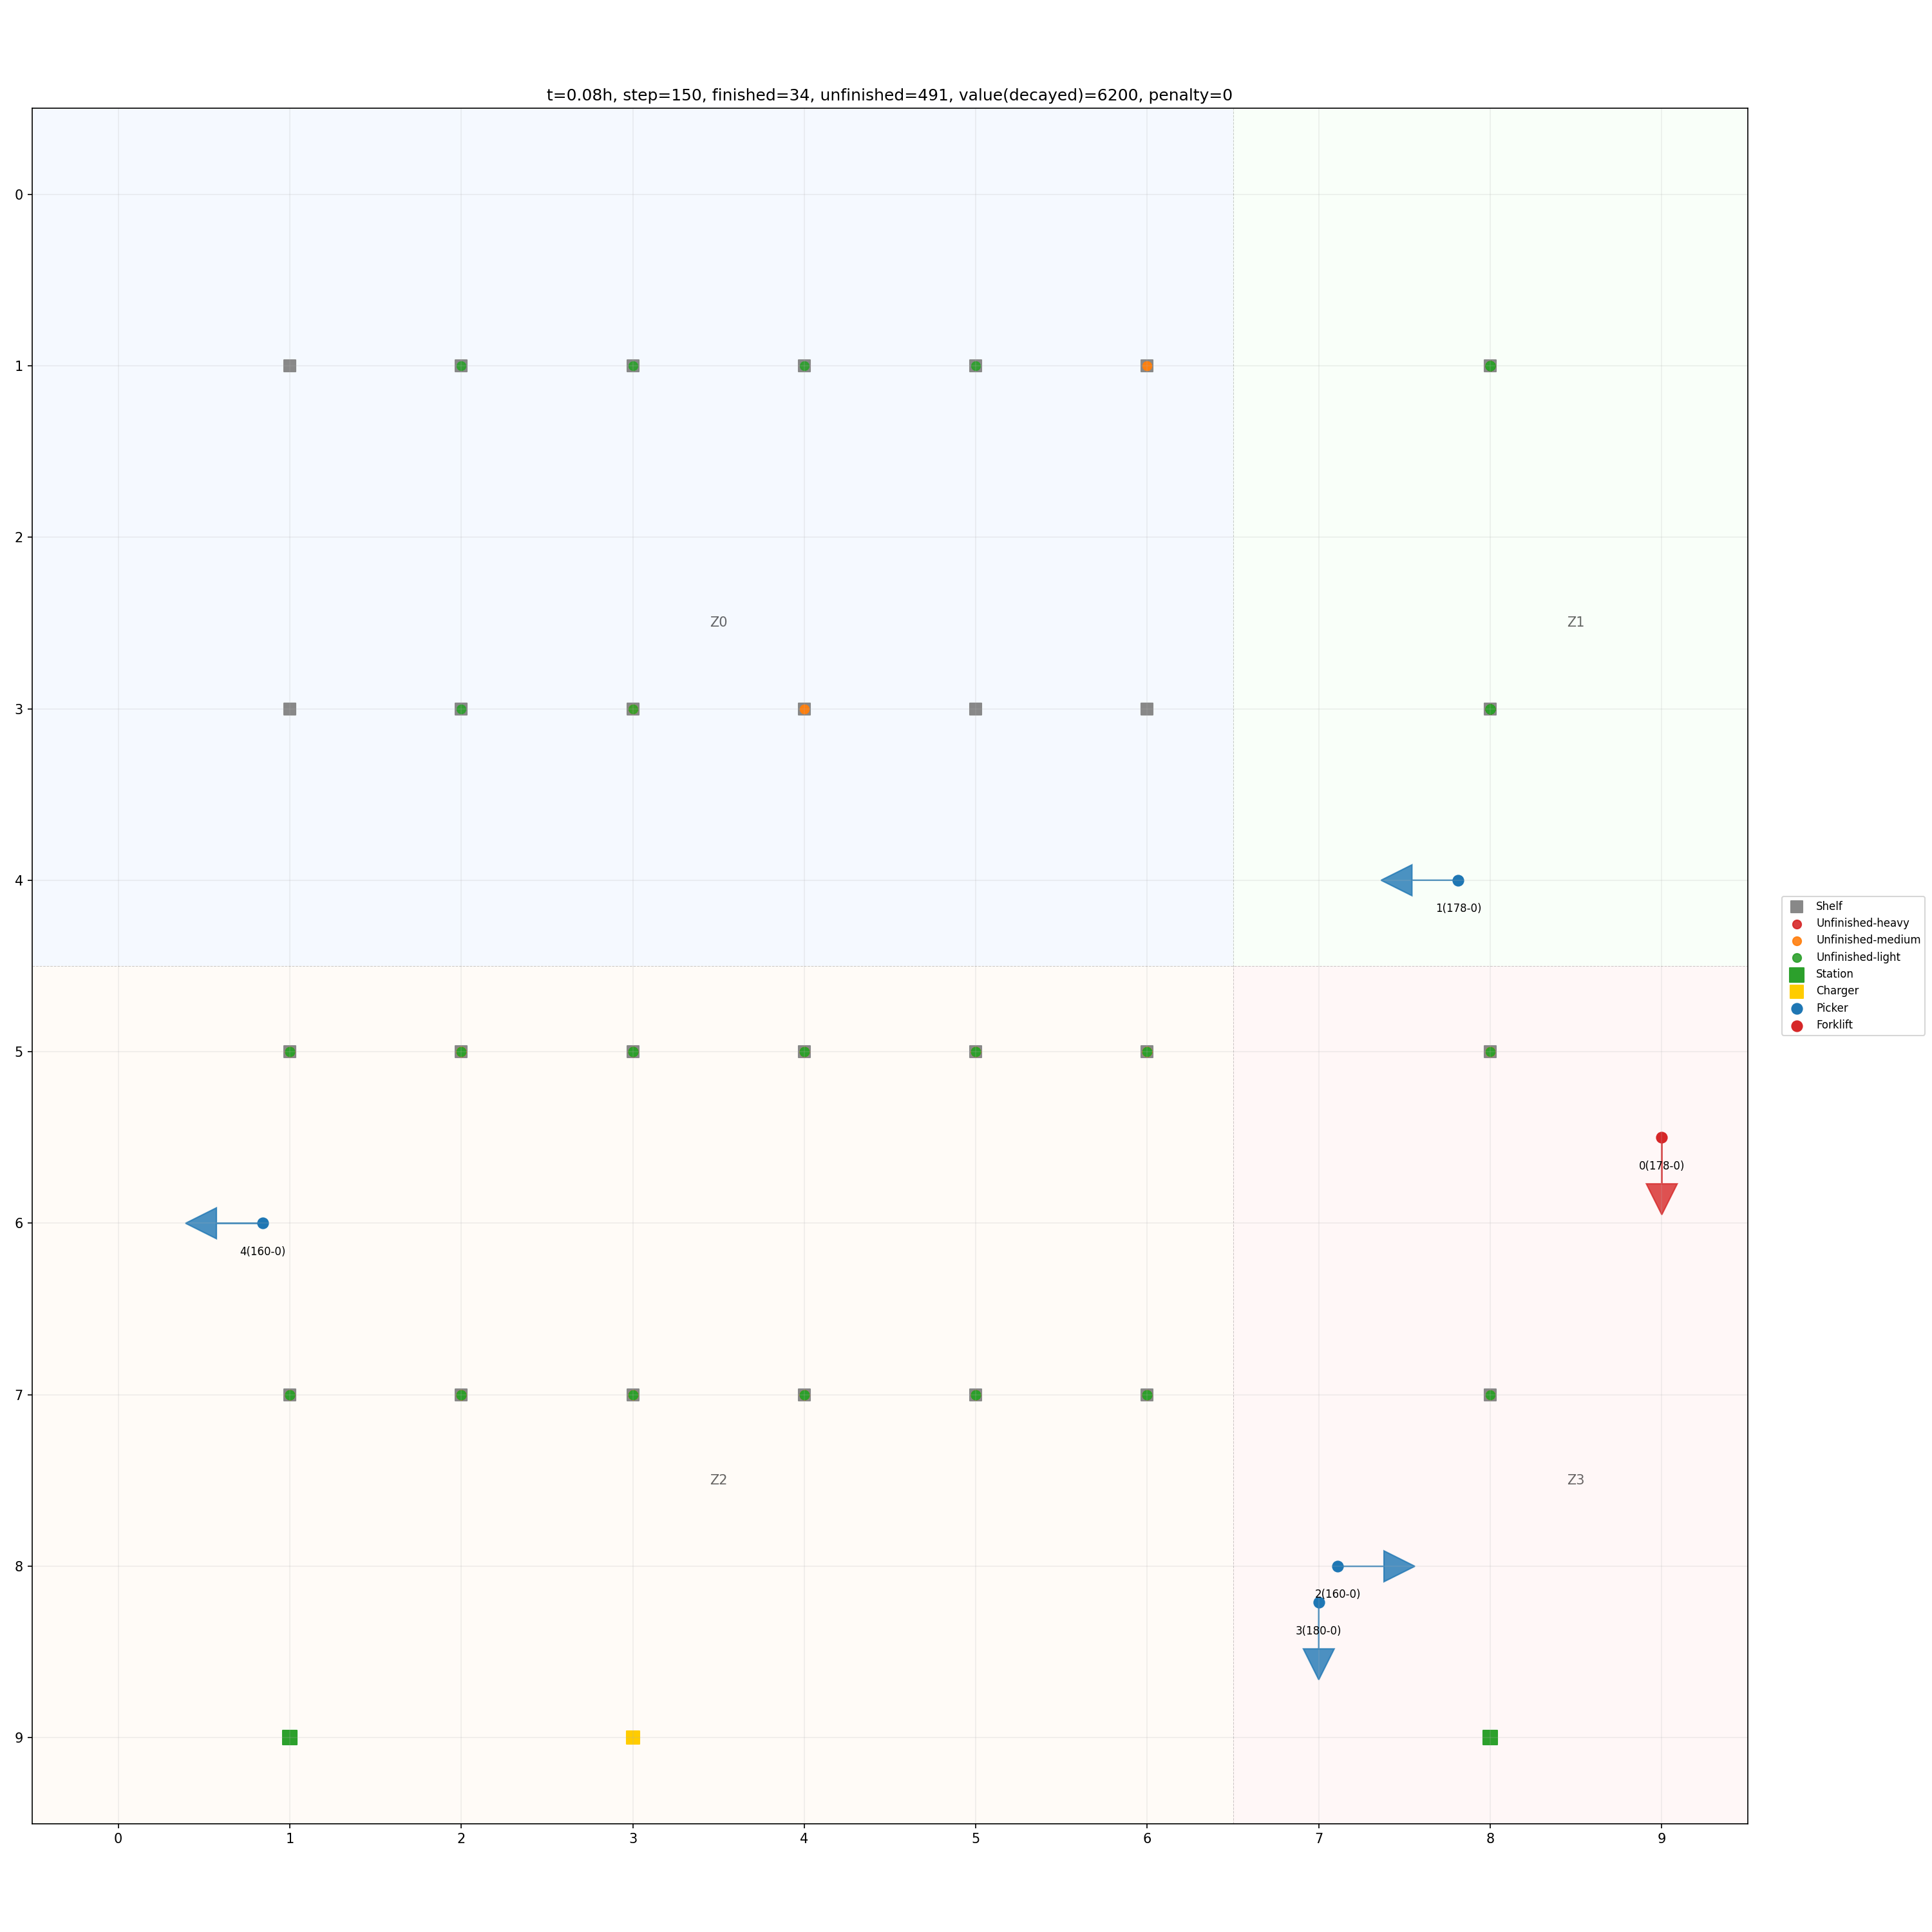 t=0.08h, step=150, finished=34, unfinished=491, value(decayed)=6200, penalty=0
0
1
2
Z0
Z1
3
4
1(178-0)
Shelf
Unfinished-heavy
Unfinished-medium
Unfinished-light
Station
Charger
Picker
Forklift
5
0(178-0)
6
4(160-0)
7
Z2
Z3
8
2(160-0)
3(180-0)
9
0 1 2 3 4 5 6 7 8 9